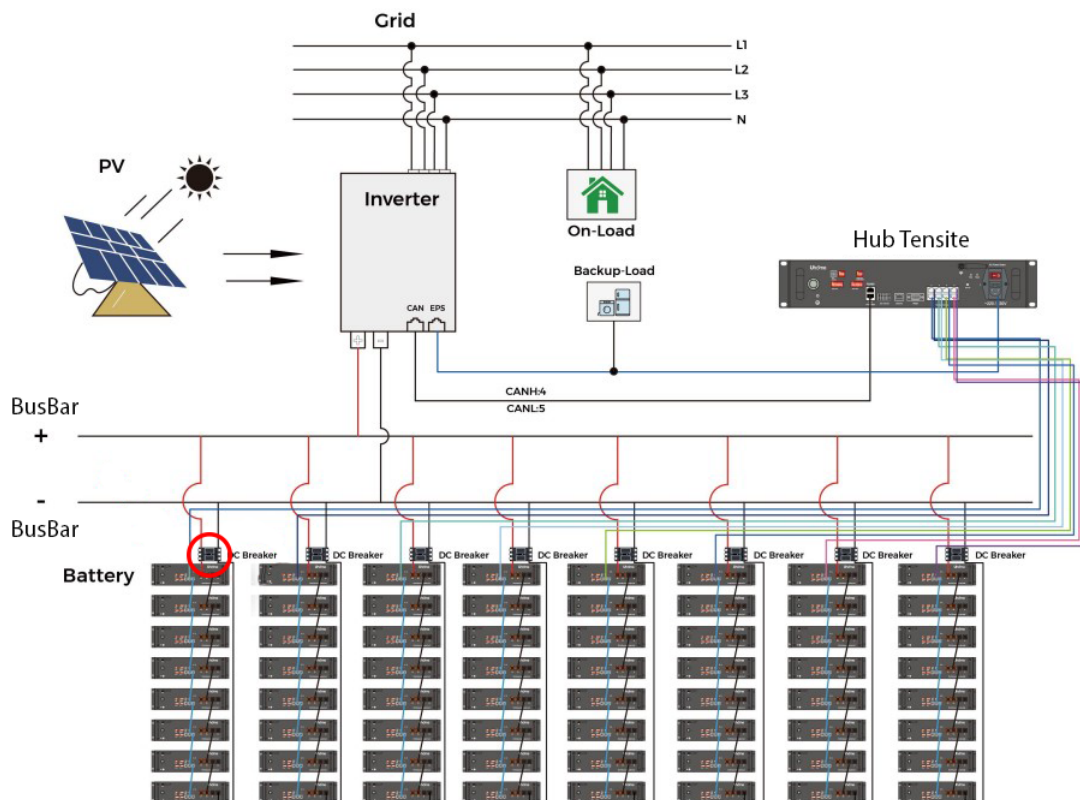 Grid
L1
L2
L3
N
PV
Inverter
On-Load
Hub Tensite
Backup-Load
CAN EPS
CANH:4
CANL:5
BusBar
+
-
BusBar
DC Breaker DC Breaker DC Breaker DC Breaker DC Breaker DC Breaker DC Breaker DC Breaker
Battery